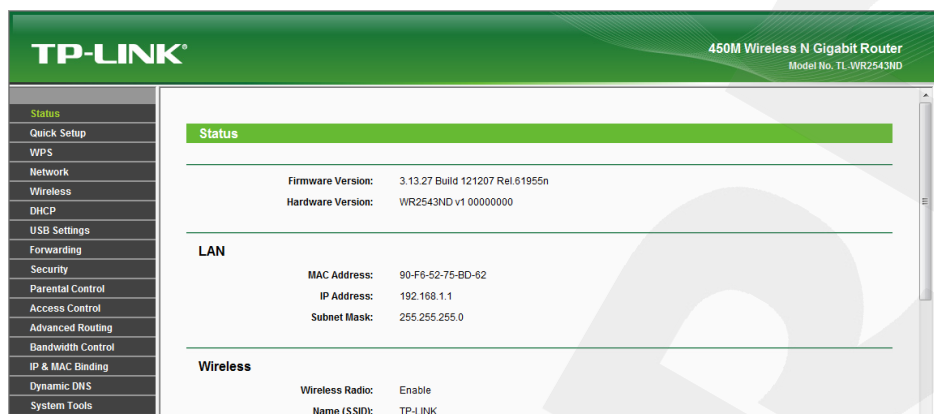 TP-LINK®
450M Wireless N Gigabit Router
Model No. TL-WR2543ND
Status
Quick Setup
WPS
Network
Wireless
DHCP
USB Settings
Forwarding
Security
Parental Control
Access Control
Advanced Routing
Bandwidth Control
IP & MAC Binding
Dynamic DNS
System Tools
Status
Firmware Version: 3.13.27 Build 121207 Rel.61955n
Hardware Version: WR2543ND v1 00000000
LAN
MAC Address: 90-F6-52-75-BD-62
IP Address: 192.168.1.1
Subnet Mask: 255.255.255.0
Wireless
Wireless Radio: Enable
Name (SSID): TP-LINK